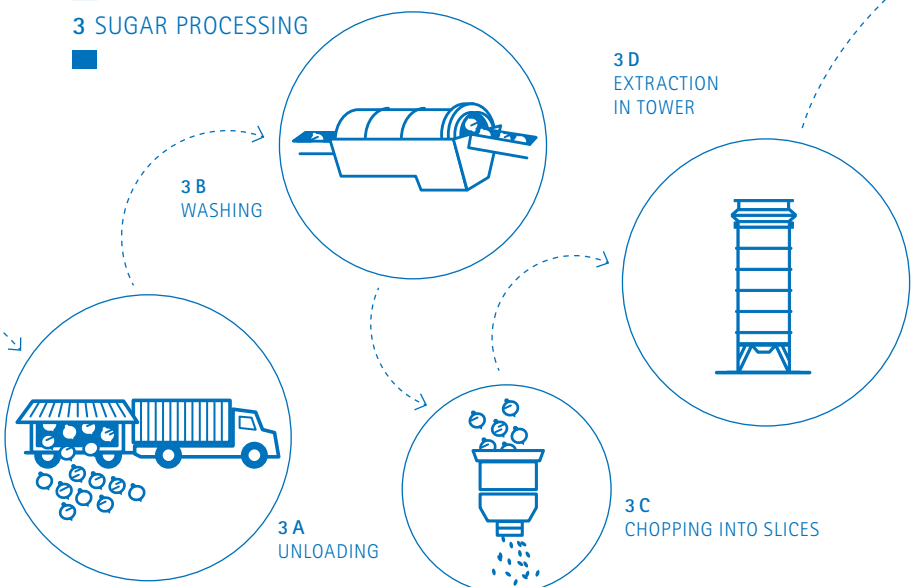 3 SUGAR PROCESSING
3 D
EXTRACTION
IN TOWER
3 B
WASHING
3 A
UNLOADING
3 C
CHOPPING INTO SLICES